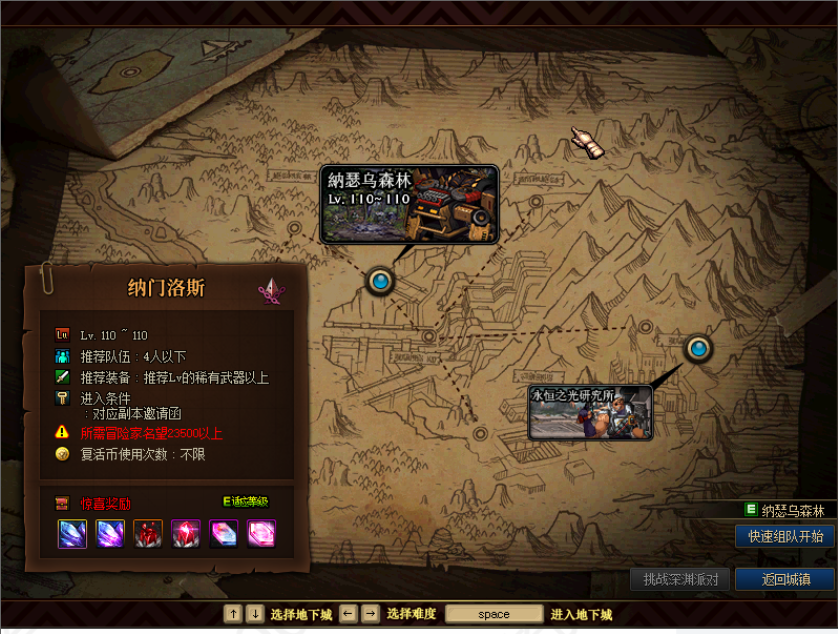 納瑟乌森林
Lv. 110~110
纳门洛斯
Lv
Lv. 110 ~ 110
推荐队伍 : 4人以下
推荐装备 : 推荐Lv的稀有武器以上
进入条件
: 对应副本邀请函
所需冒险家名望23500以上
复活币使用次数 : 不限
惊喜奖励
E适应等级
永恒之光研究所
E 纳瑟乌森林
快速组队开始
挑战深渊派对
返回城镇
↑ ↓ 选择地下城 ← → 选择难度 space 进入地下城